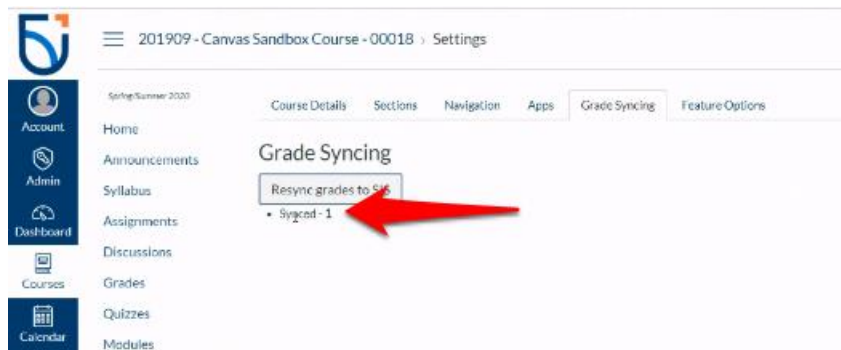 201909 - Canvas Sandbox Course - 00018 › Settings
Spring/Summer 2020
Course Details Sections Navigation Apps Grade Syncing Feature Options
Account
Admin
Dashboard
Courses
Calendar
Home
Announcements
Syllabus
Assignments
Discussions
Grades
Quizzes
Modules
Grade Syncing
Resync grades to SIS
• Synced - 1